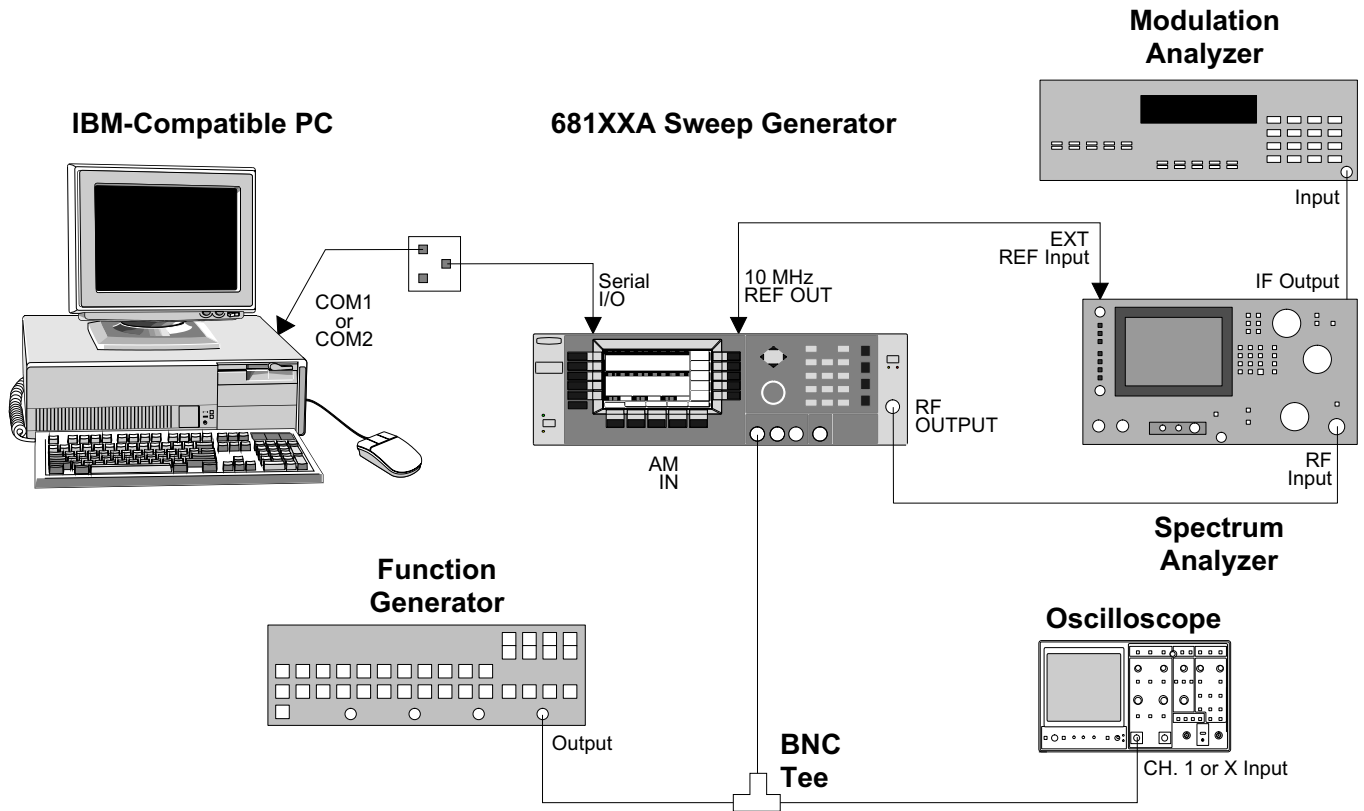 Modulation
Analyzer
IBM-Compatible PC
681XXA Sweep Generator
Input
EXT
REF Input
IF Output
Serial
I/O
10 MHz
REF OUT
COM1
or
COM2
RF
OUTPUT
AM
IN
RF
Input
Spectrum
Analyzer
Function
Generator
Oscilloscope
Output
BNC
Tee
CH. 1 or X Input